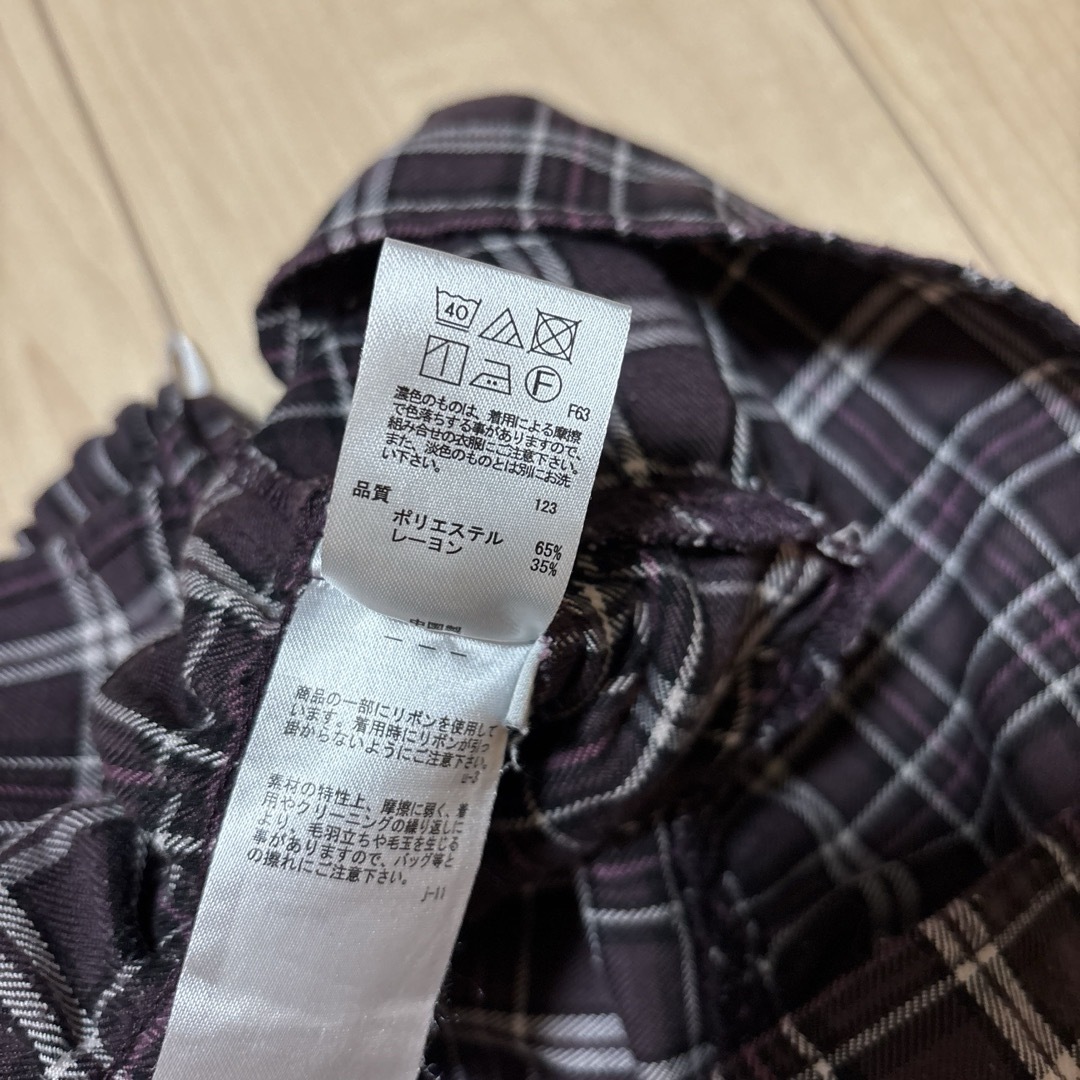 40
F
F63
濃色のものは、着用による摩擦
で色落ちする事がありますので、
組み合せの衣服にご注意下さい。
また、淡色のものとは別にお洗
い下さい。
123
品質
ポリエステル 65%
レーヨン 35%
中国製
商品の一部にリボンを使用して
います。着用時にリボンが引っ
掛からないようにご注意下さい。
素材の特性上、摩擦に弱く、着
用やクリーニングの繰り返しに
より、毛羽立ちや毛玉を生じる
事がありますので、バッグ等と
の擦れにご注意下さい。
J-11